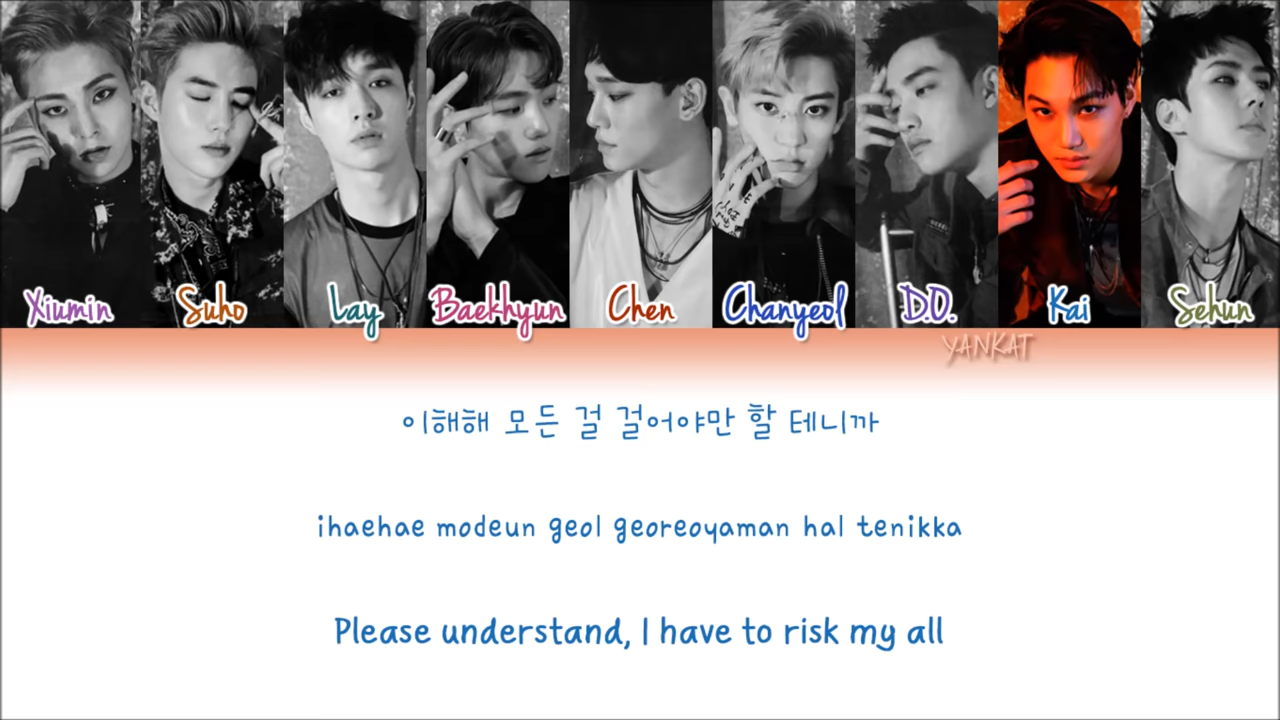 Xiumin Suho Lay Baekhyun Chen Chanyeol D.O. Kai Sehun
YANKAT
이해해 모든 걸 걸어야만 할 테니까
ihaehae modeun geol georeoyaman hal tenikka
Please understand, I have to risk my all